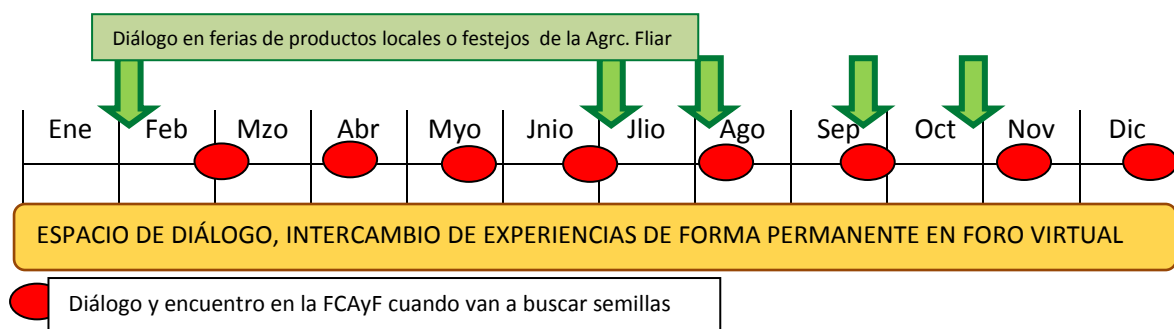 Diálogo en ferias de productos locales o festejos de la Agrc. Fliar
Ene Feb Mzo Abr Myo Jnio Jlio Ago Sep Oct Nov Dic
ESPACIO DE DIÁLOGO, INTERCAMBIO DE EXPERIENCIAS DE FORMA PERMANENTE EN FORO VIRTUAL
Diálogo y encuentro en la FCAyF cuando van a buscar semillas